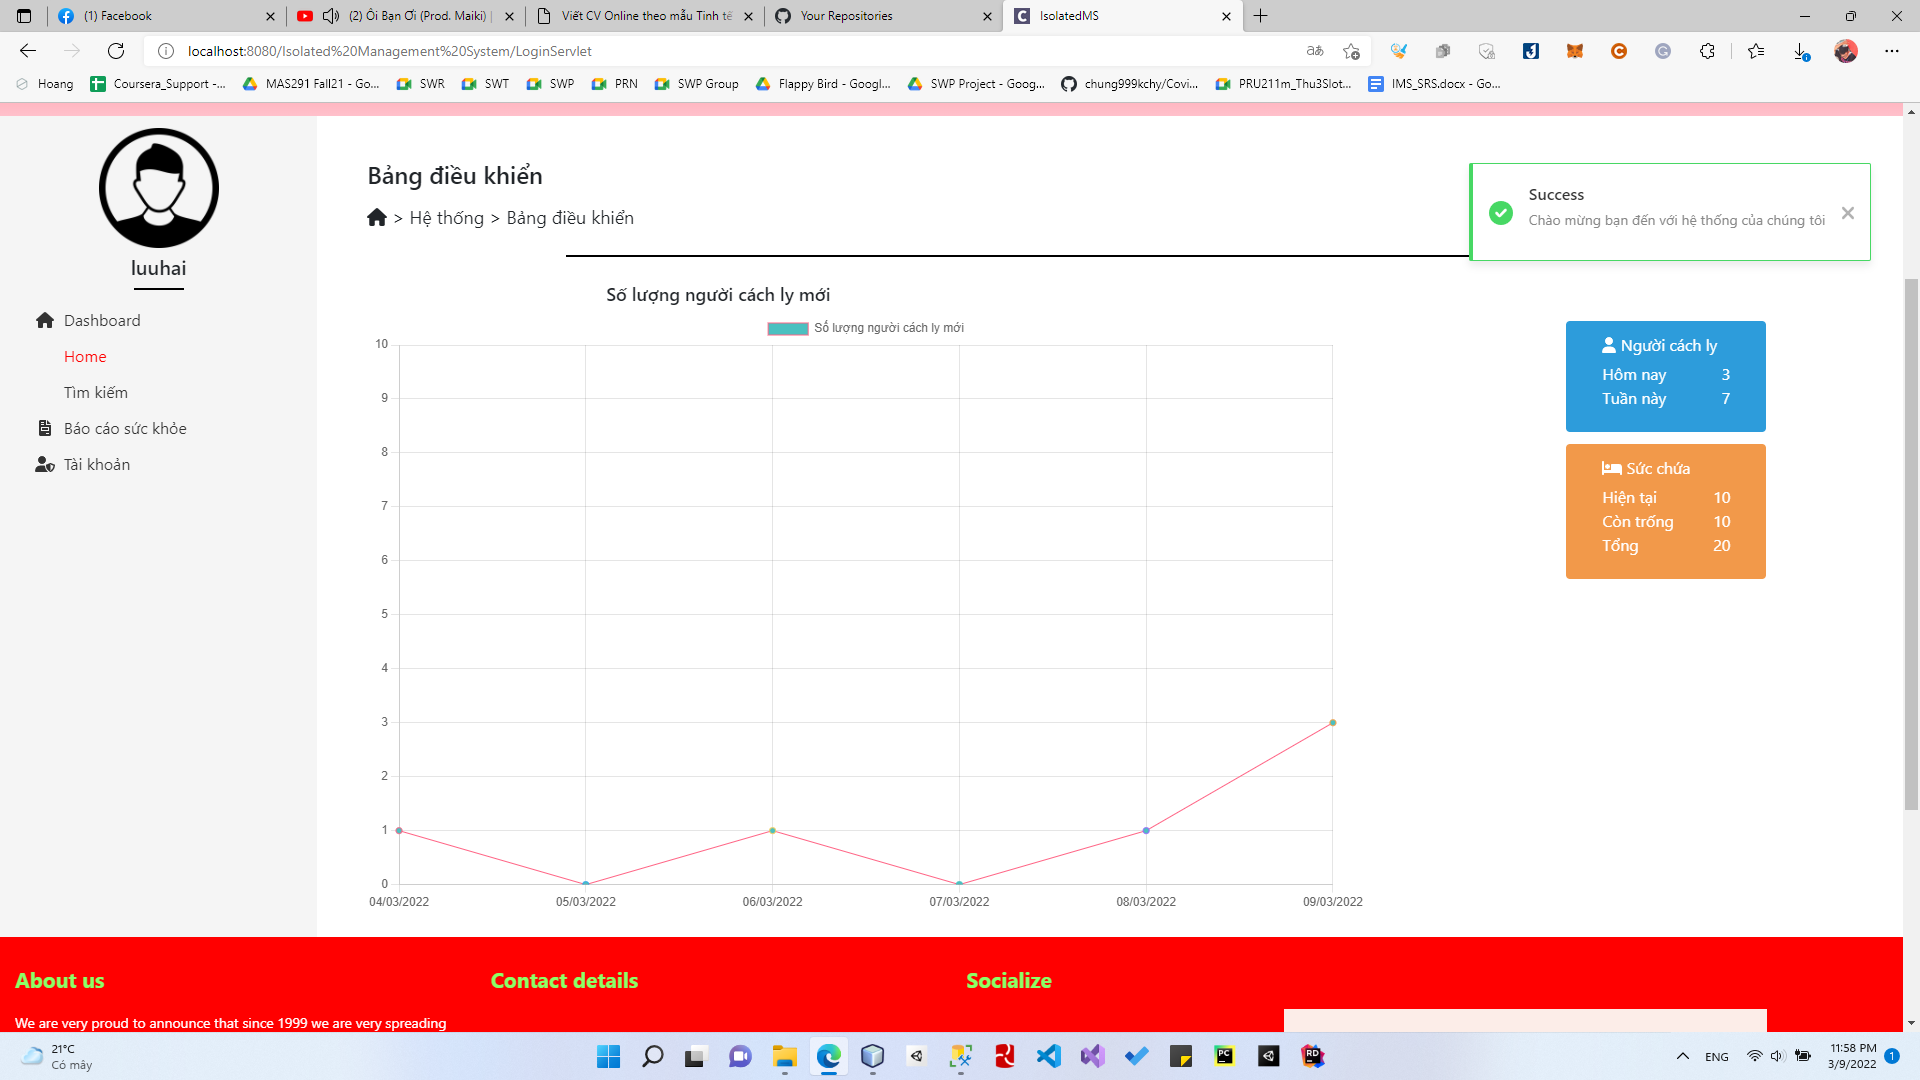 (1) Facebook
(2) Ôi Bạn Ơi (Prod. Maiki) |
Viết CV Online theo mẫu Tinh tế
Your Repositories
IsolatedMS
localhost:8080/Isolated%20Management%20System/LoginServlet
Hoang
Coursera_Support -...
MAS291 Fall21 - Go...
SWR
SWT
SWP
PRN
SWP Group
Flappy Bird - Googl...
SWP Project - Goog...
chung999kchy/Covi...
PRU211m_Thu3Slot...
IMS_SRS.docx - Go...
luuhai
Dashboard
Home
Tìm kiếm
Báo cáo sức khỏe
Tài khoản
Bảng điều khiển
> Hệ thống > Bảng điều khiển
Success
Chào mừng bạn đến với hệ thống của chúng tôi
Số lượng người cách ly mới
Số lượng người cách ly mới
10
9
8
7
6
5
4
3
2
1
0
04/03/2022
05/03/2022
06/03/2022
07/03/2022
08/03/2022
09/03/2022
Người cách ly
Hôm nay 3
Tuần này 7
Sức chứa
Hiện tại 10
Còn trống 10
Tổng 20
About us
Contact details
Socialize
We are very proud to announce that since 1999 we are very spreading
21°C
Có mây
ENG
11:58 PM
3/9/2022
1